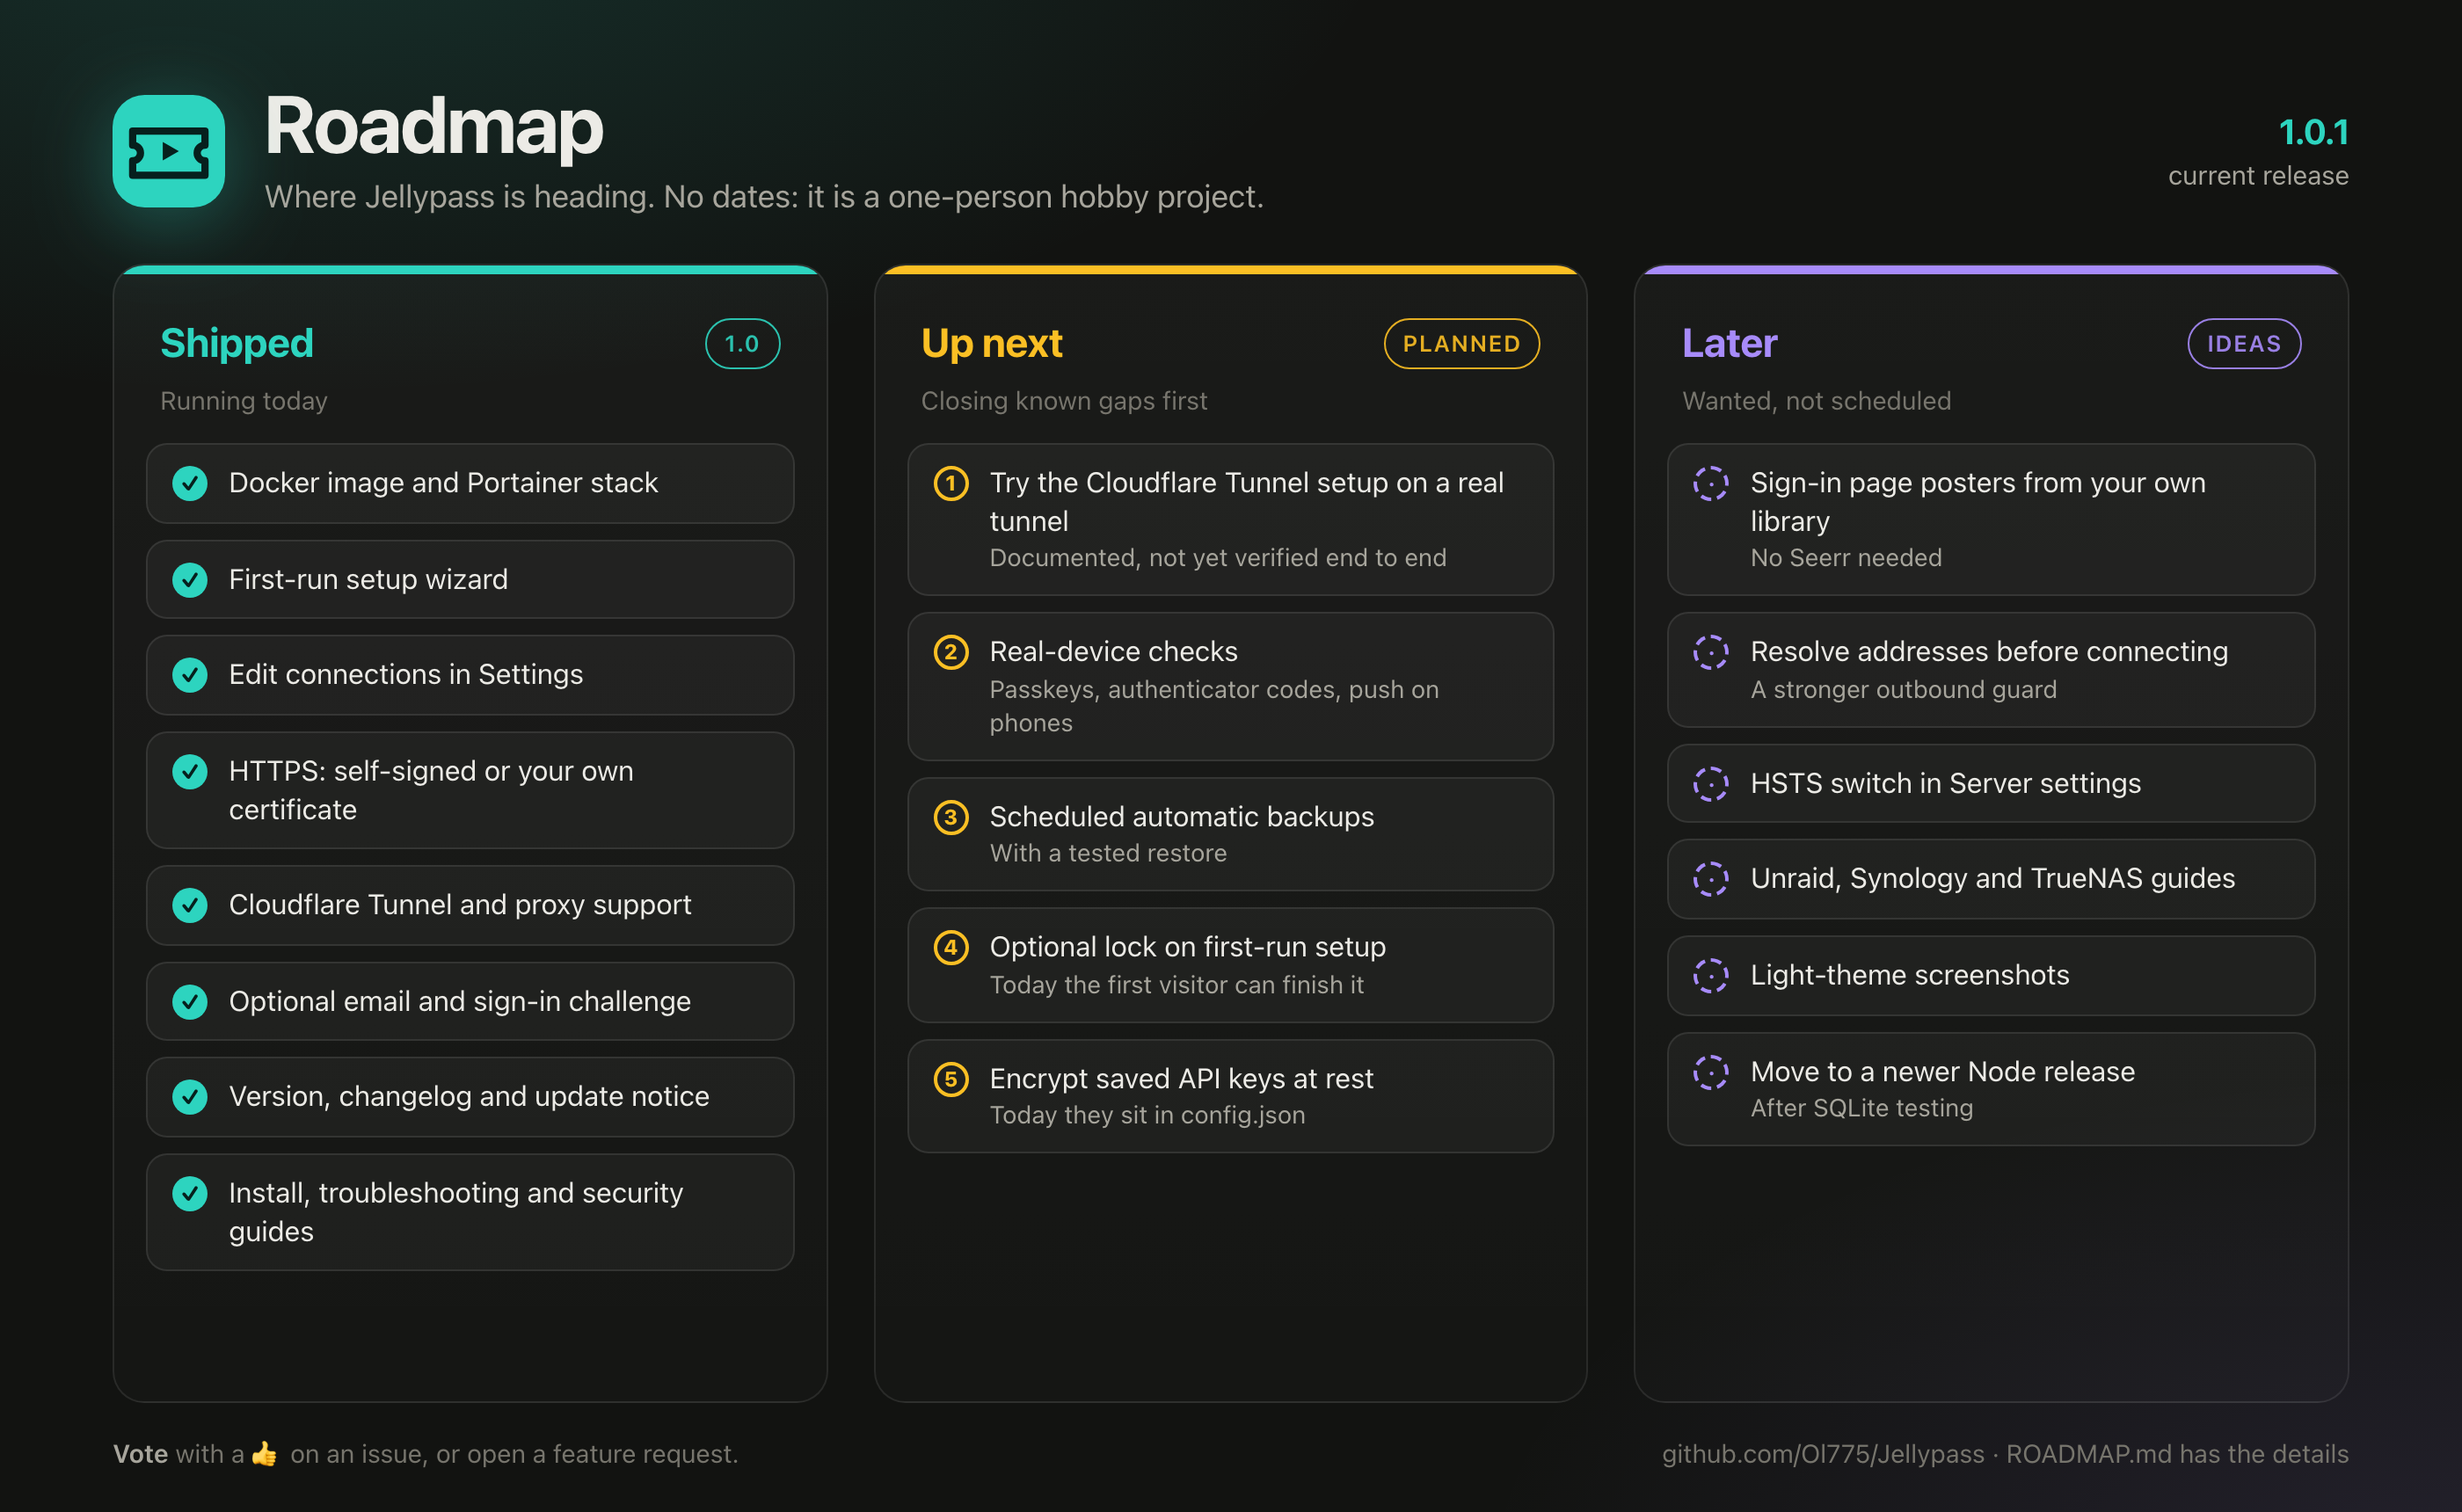 Roadmap
Where Jellypass is heading. No dates: it is a one-person hobby project.
1.0.1
current release
Shipped
1.0
Running today
Docker image and Portainer stack
First-run setup wizard
Edit connections in Settings
HTTPS: self-signed or your own
certificate
Cloudflare Tunnel and proxy support
Optional email and sign-in challenge
Version, changelog and update notice
Install, troubleshooting and security
guides
Up next
PLANNED
Closing known gaps first
1
Try the Cloudflare Tunnel setup on a real
tunnel
Documented, not yet verified end to end
2
Real-device checks
Passkeys, authenticator codes, push on
phones
3
Scheduled automatic backups
With a tested restore
4
Optional lock on first-run setup
Today the first visitor can finish it
5
Encrypt saved API keys at rest
Today they sit in config.json
Later
IDEAS
Wanted, not scheduled
Sign-in page posters from your own
library
No Seerr needed
Resolve addresses before connecting
A stronger outbound guard
HSTS switch in Server settings
Unraid, Synology and TrueNAS guides
Light-theme screenshots
Move to a newer Node release
After SQLite testing
Vote with a 👍 on an issue, or open a feature request.
github.com/Ol775/Jellypass · ROADMAP.md has the details